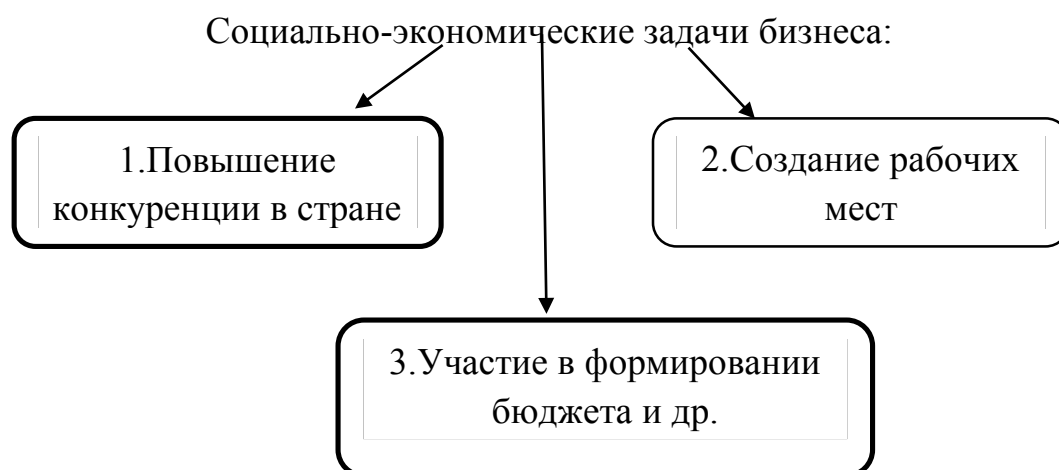 Социально-экономические задачи бизнеса:
1.Повышение
конкуренции в стране
2.Создание рабочих
мест
3.Участие в формировании
бюджета и др.